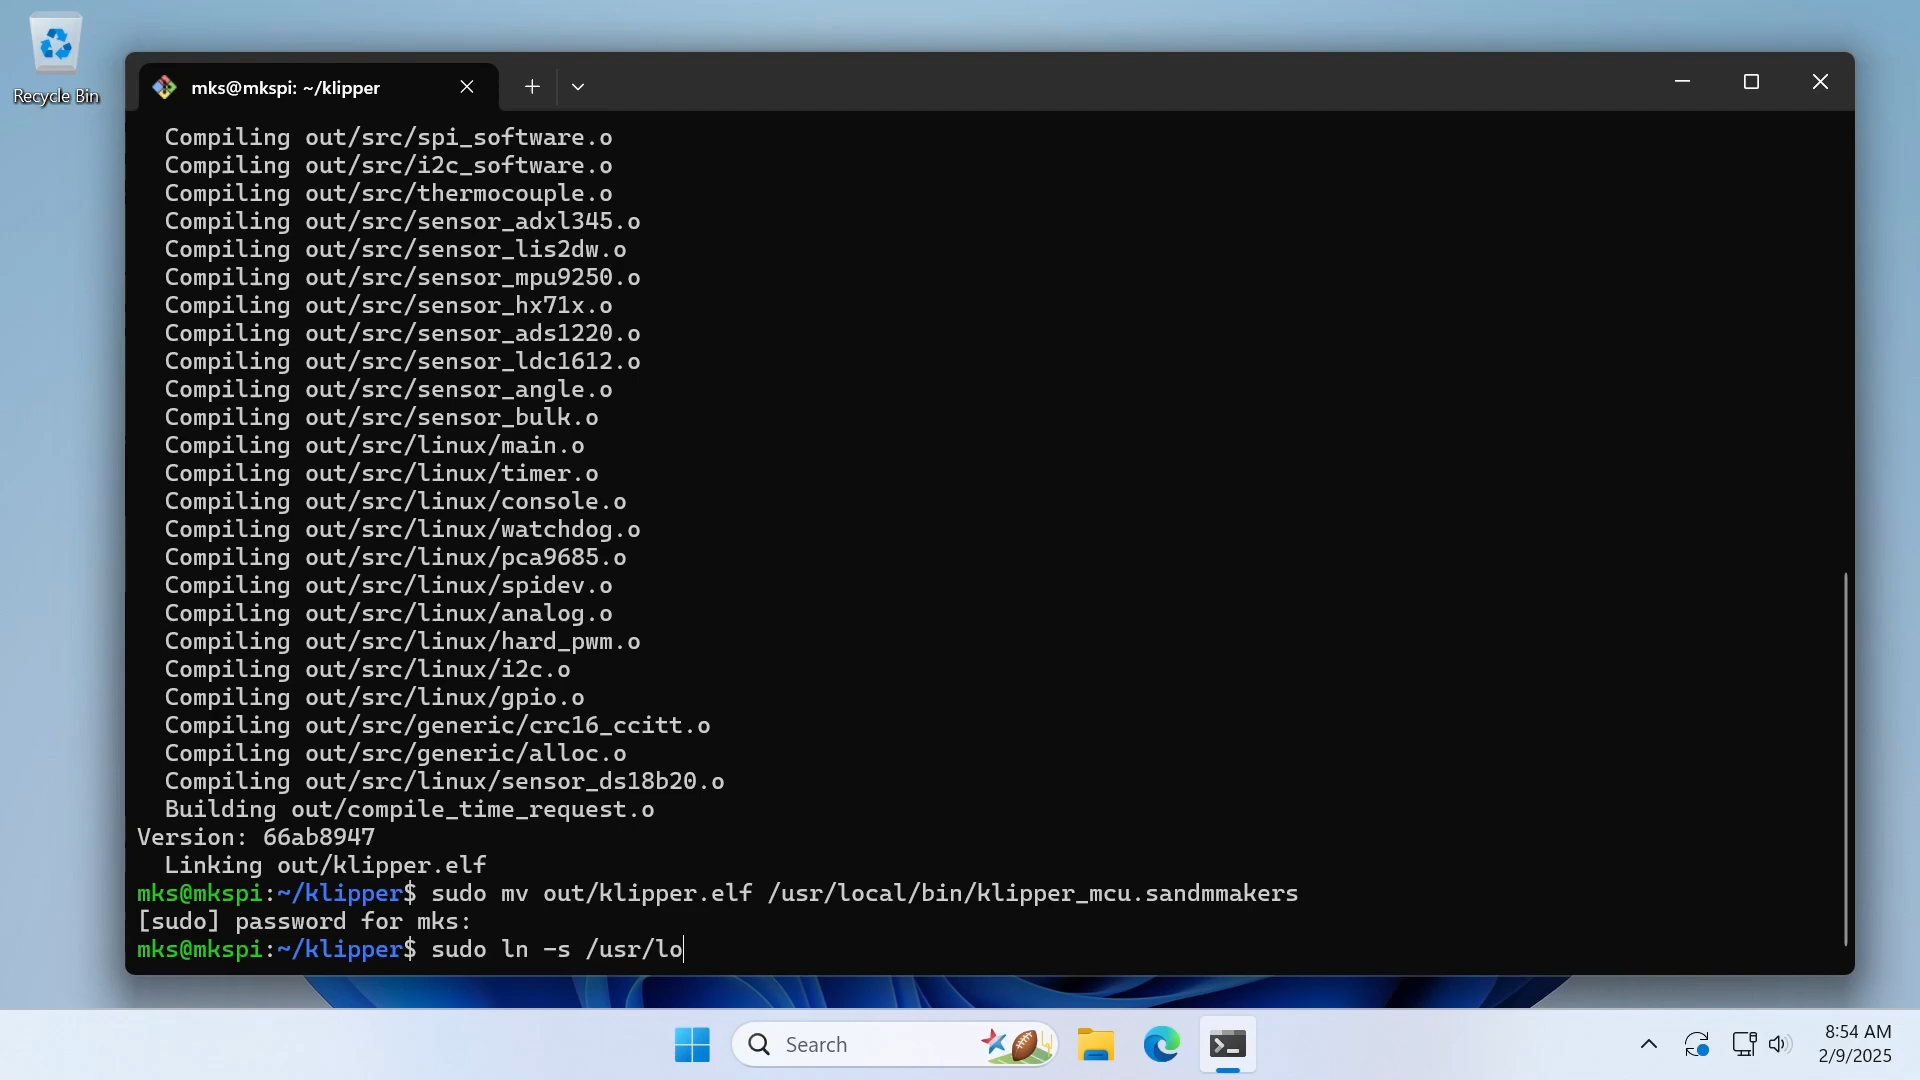 Recycle Bin
mks@mkspi: ~/klipper
Compiling out/src/spi_software.o
Compiling out/src/i2c_software.o
Compiling out/src/thermocouple.o
Compiling out/src/sensor_adxl345.o
Compiling out/src/sensor_lis2dw.o
Compiling out/src/sensor_mpu9250.o
Compiling out/src/sensor_hx71x.o
Compiling out/src/sensor_ads1220.o
Compiling out/src/sensor_ldc1612.o
Compiling out/src/sensor_angle.o
Compiling out/src/sensor_bulk.o
Compiling out/src/linux/main.o
Compiling out/src/linux/timer.o
Compiling out/src/linux/console.o
Compiling out/src/linux/watchdog.o
Compiling out/src/linux/pca9685.o
Compiling out/src/linux/spidev.o
Compiling out/src/linux/analog.o
Compiling out/src/linux/hard_pwm.o
Compiling out/src/linux/i2c.o
Compiling out/src/linux/gpio.o
Compiling out/src/generic/crc16_ccitt.o
Compiling out/src/generic/alloc.o
Compiling out/src/linux/sensor_ds18b20.o
Building out/compile_time_request.o
Version: 66ab8947
Linking out/klipper.elf
mks@mkspi:~/klipper$ sudo mv out/klipper.elf /usr/local/bin/klipper_mcu.sandmmakers
[sudo] password for mks:
mks@mkspi:~/klipper$ sudo ln -s /usr/lo
Search
8:54 AM
2/9/2025